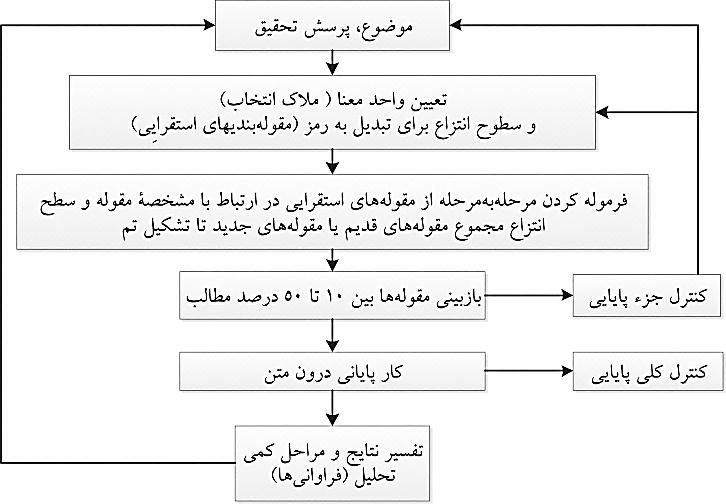 موضوع، پرسش تحقیق
تعیین واحد معنا ( ملاک انتخاب)
و سطوح انتزاع برای تبدیل به رمز (مقوله‌بندیهای استقرایِی)
فرموله کردن مرحله‌به‌مرحله از مقوله‌های استقرایی در ارتباط با مشخصهٔ مقوله و سطح
انتزاع مجموع مقوله‌های قدیم یا مقوله‌های جدید تا تشکیل تم
بازبینی مقوله‌ها بین ۱۰ تا ۵۰ درصد مطالب
کنترل جزء پایایی
کار پایانی درون متن
کنترل کلی پایایی
تفسیر نتایج و مراحل کمی
تحلیل (فراوانی‌ها)